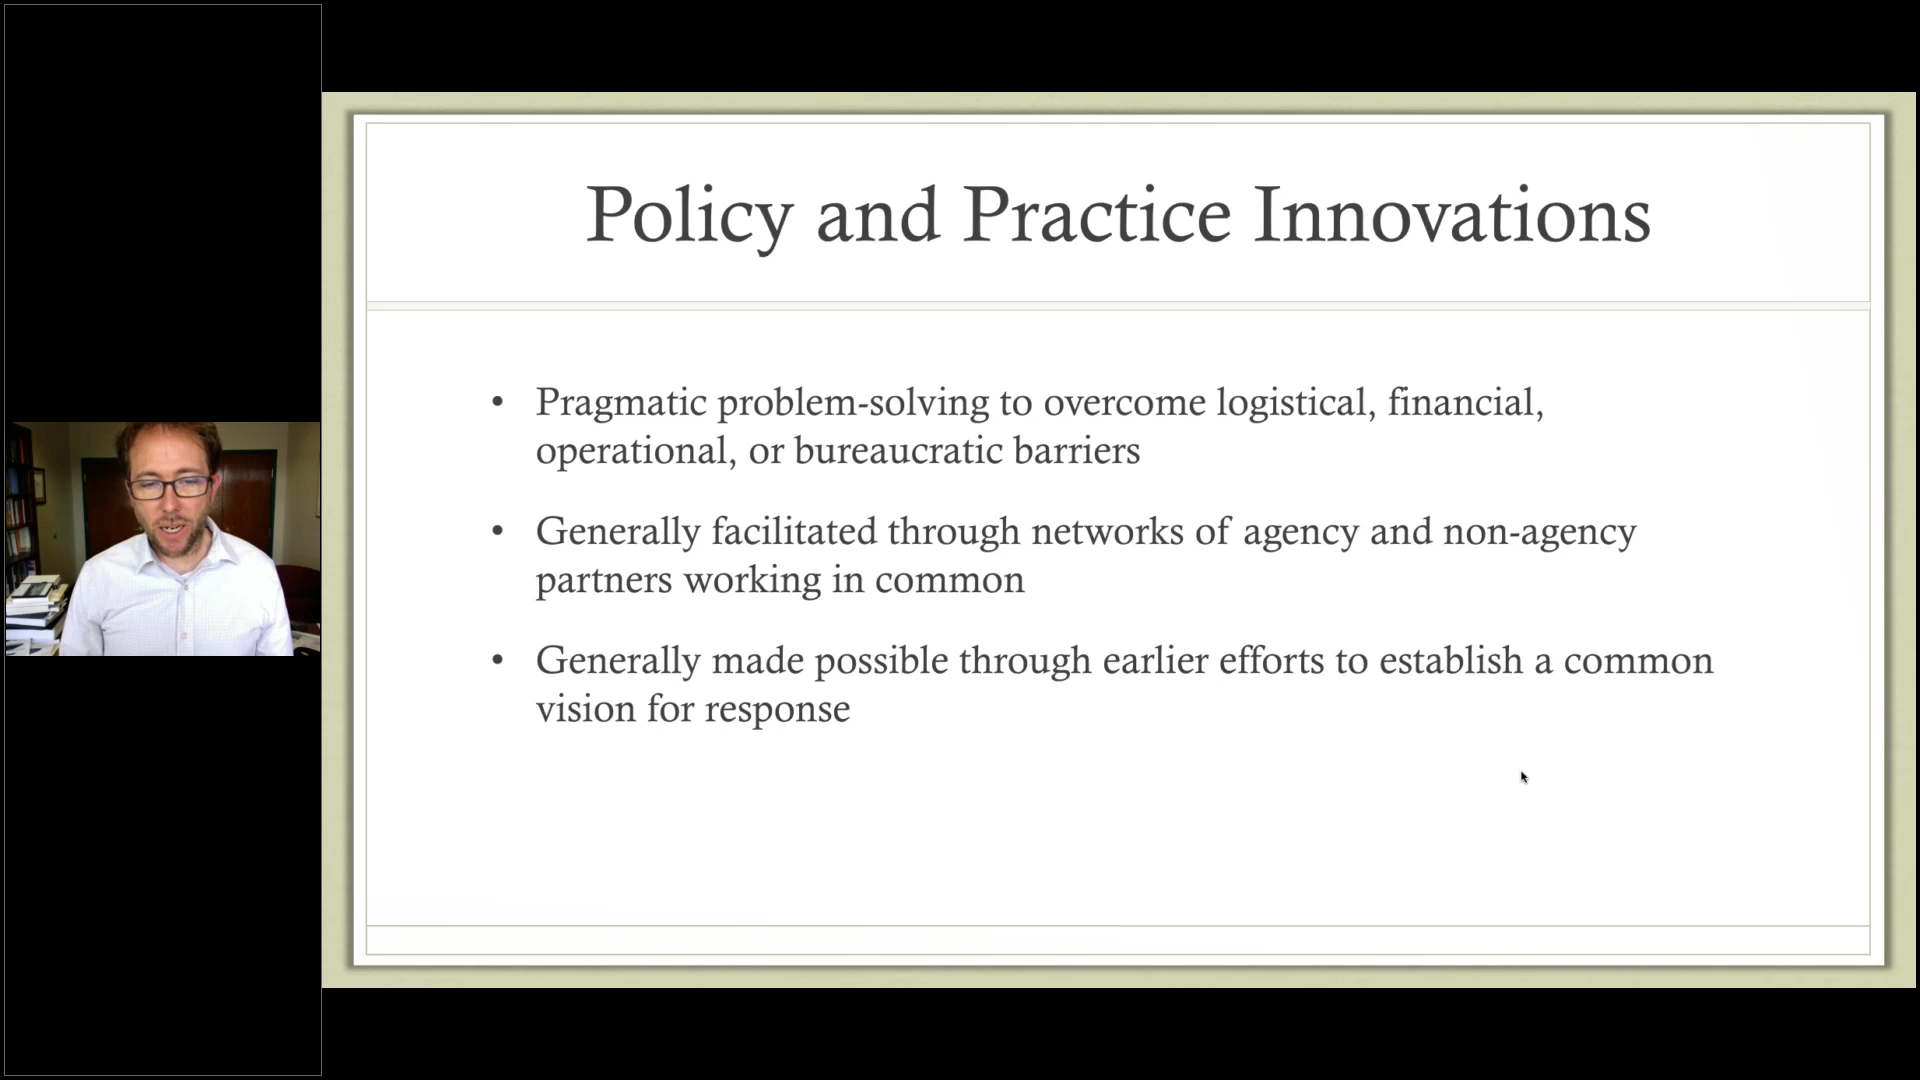 Policy and Practice Innovations
• Pragmatic problem-solving to overcome logistical, financial,
operational, or bureaucratic barriers
• Generally facilitated through networks of agency and non-agency
partners working in common
• Generally made possible through earlier efforts to establish a common
vision for response